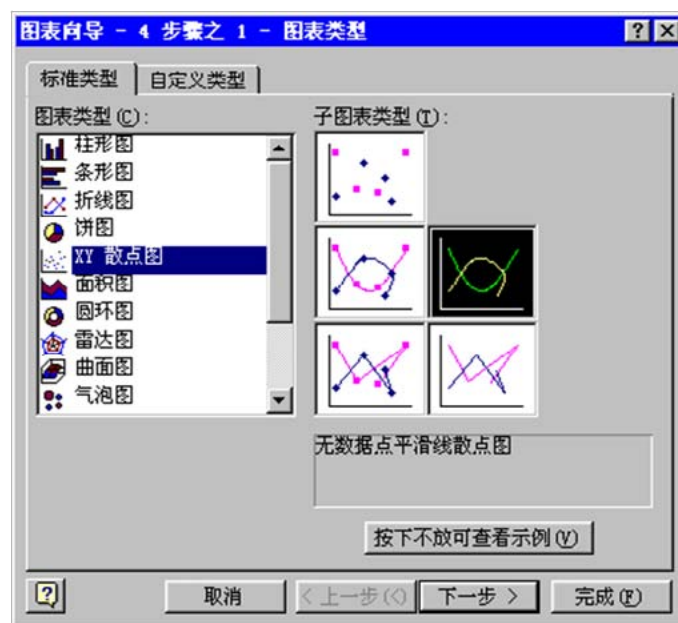 图表向导 - 4 步骤之 1 - 图表类型
标准类型
自定义类型
图表类型(C):
柱形图
条形图
折线图
饼图
XY 散点图
面积图
圆环图
雷达图
曲面图
气泡图
子图表类型(T):
无数据点平滑线散点图
按下不放可查看示例(V)
取消
< 上一步(<)
下一步 >
完成(F)